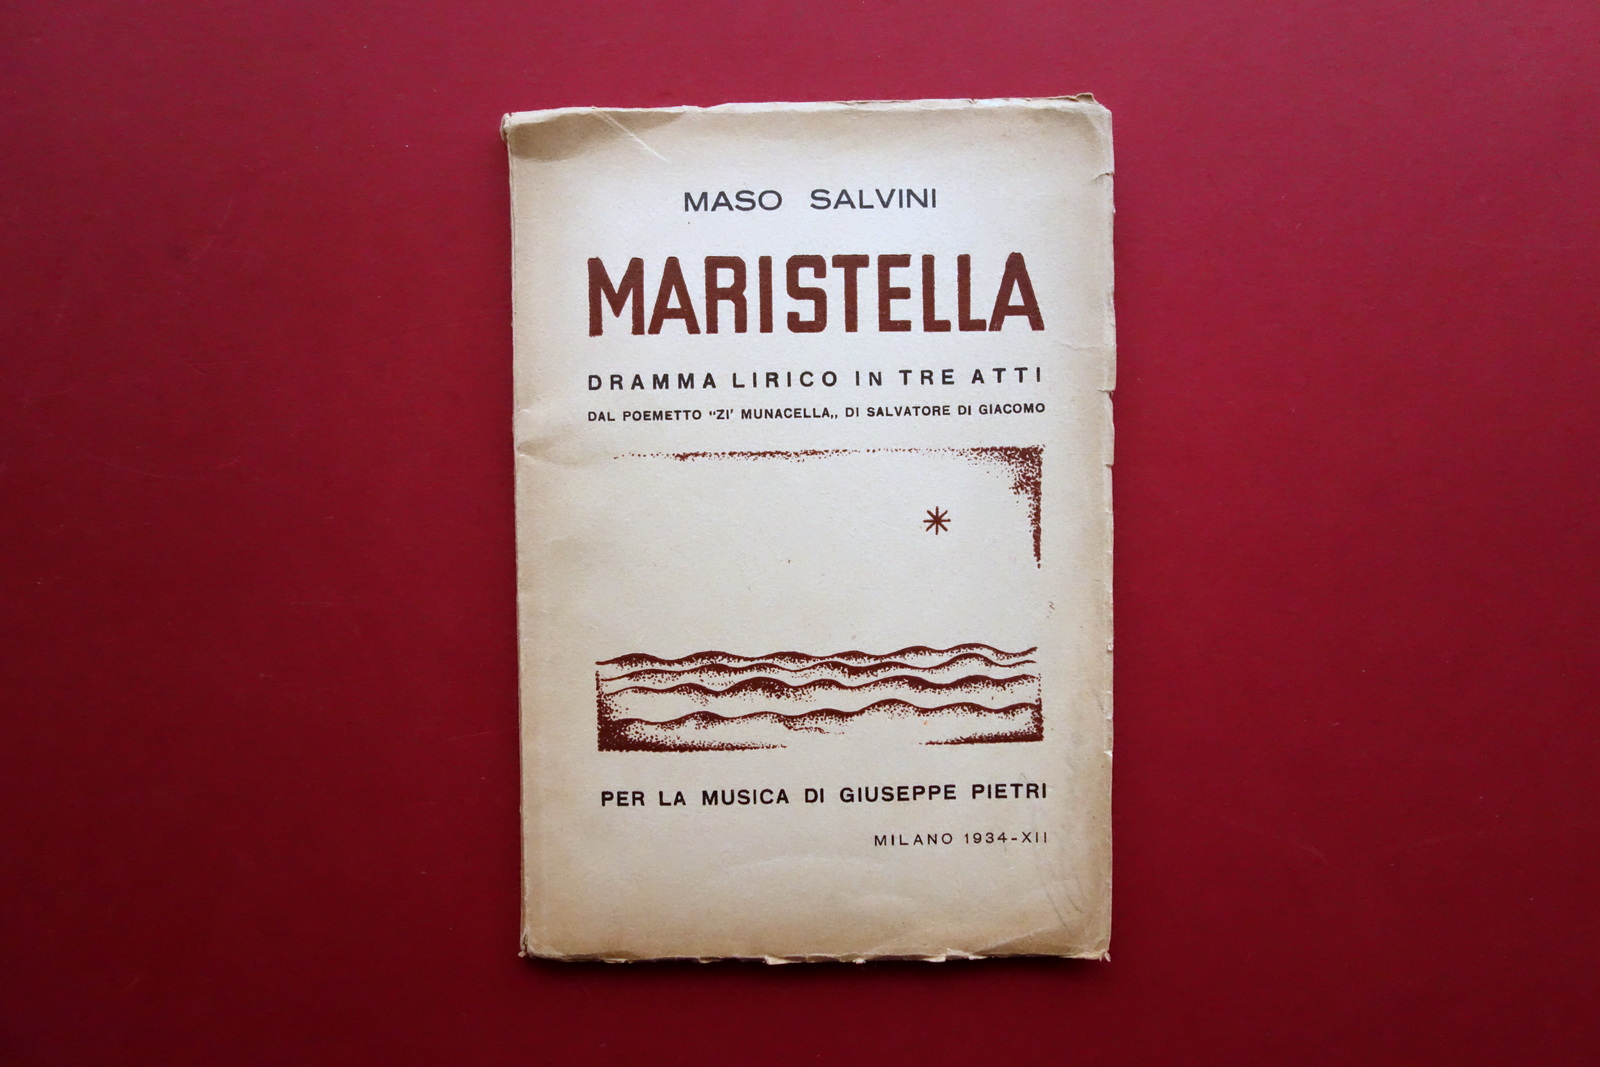 MASO SALVINI
MARISTELLA
DRAMMA LIRICO IN TRE ATTI
DAL POEMETTO "ZI' MUNACELLA,, DI SALVATORE DI GIACOMO
PER LA MUSICA DI GIUSEPPE PIETRI
MILANO 1934-XII